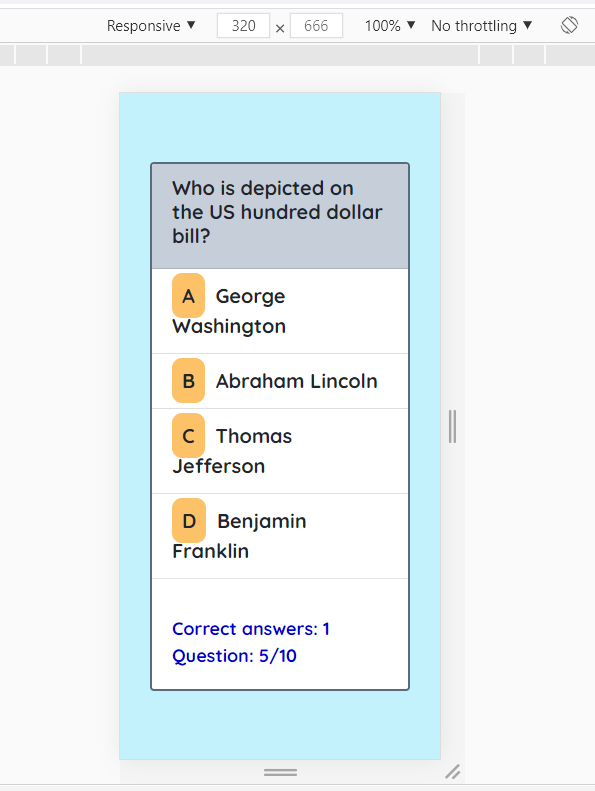 Responsive ▼ 320 x 666 100% ▼ No throttling ▼
Who is depicted on
the US hundred dollar
bill?
A George
Washington
B Abraham Lincoln
C Thomas
Jefferson
D Benjamin
Franklin
Correct answers: 1
Question: 5/10